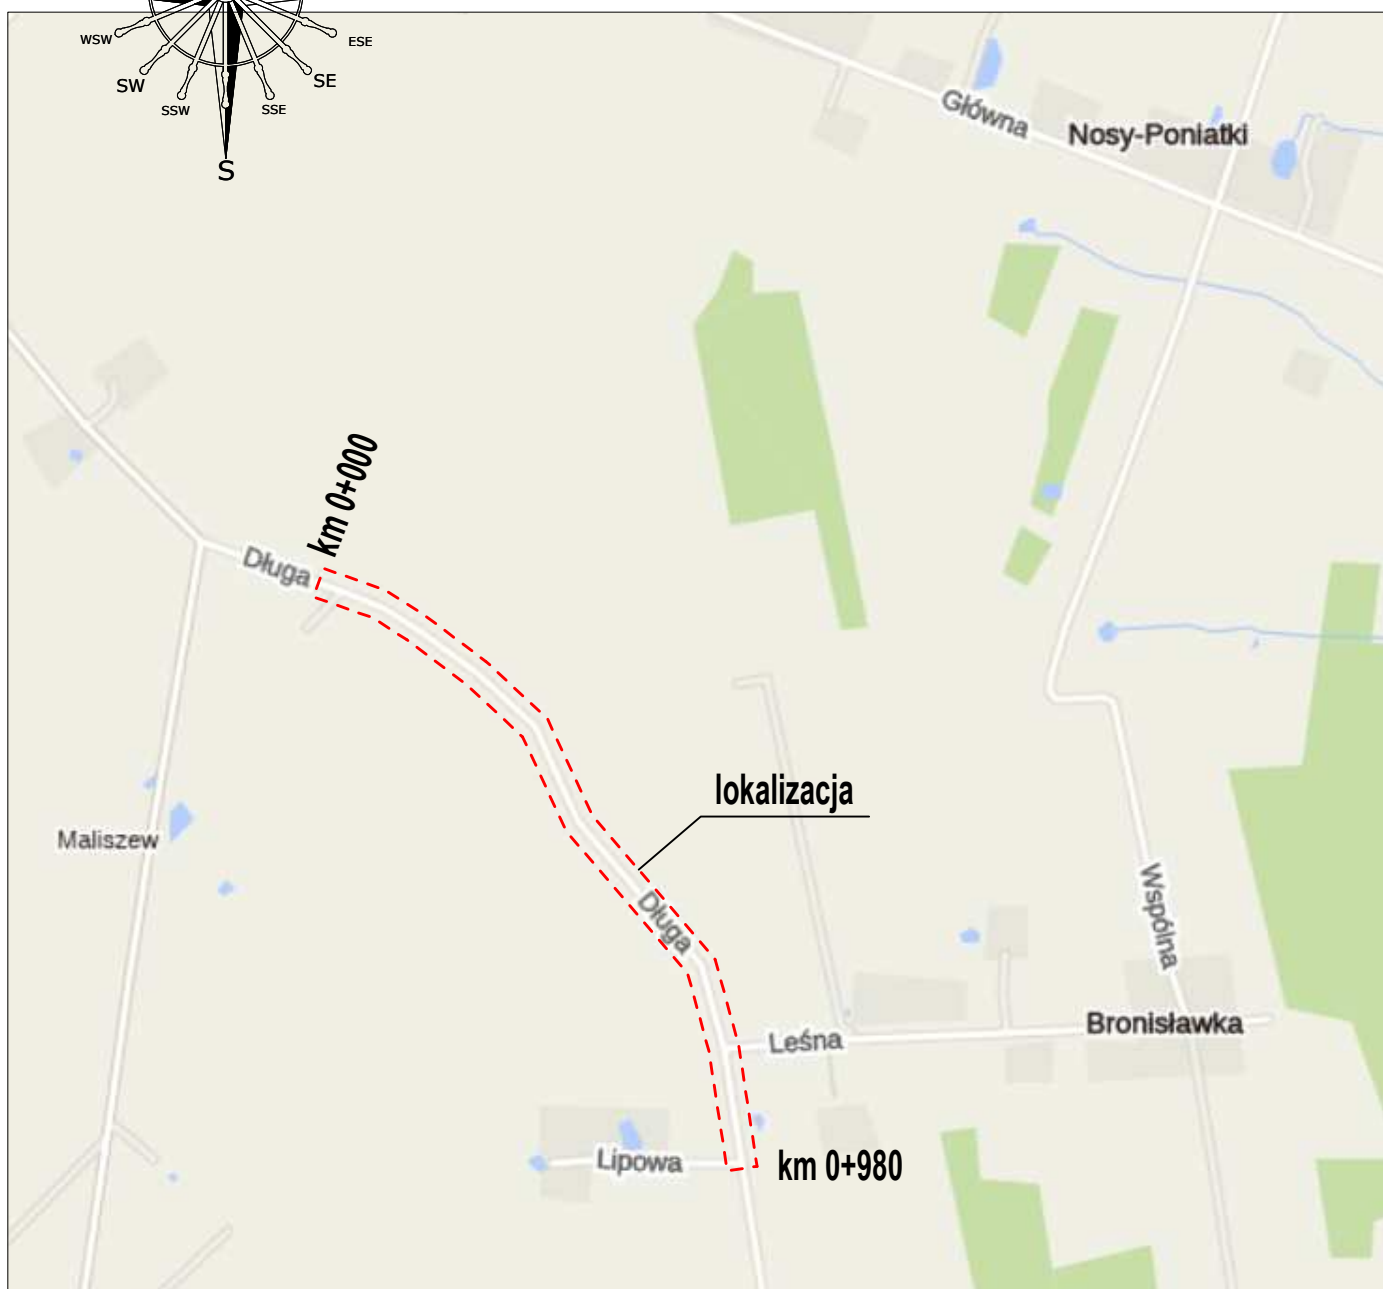 WSW
ESE
SW
SE
SSW
SSE
S
Główna
Nosy-Poniatki
km 0+000
Długa
lokalizacja
Maliszew
Długa
Wspólna
Leśna
Bronisławka
Lipowa
km 0+980